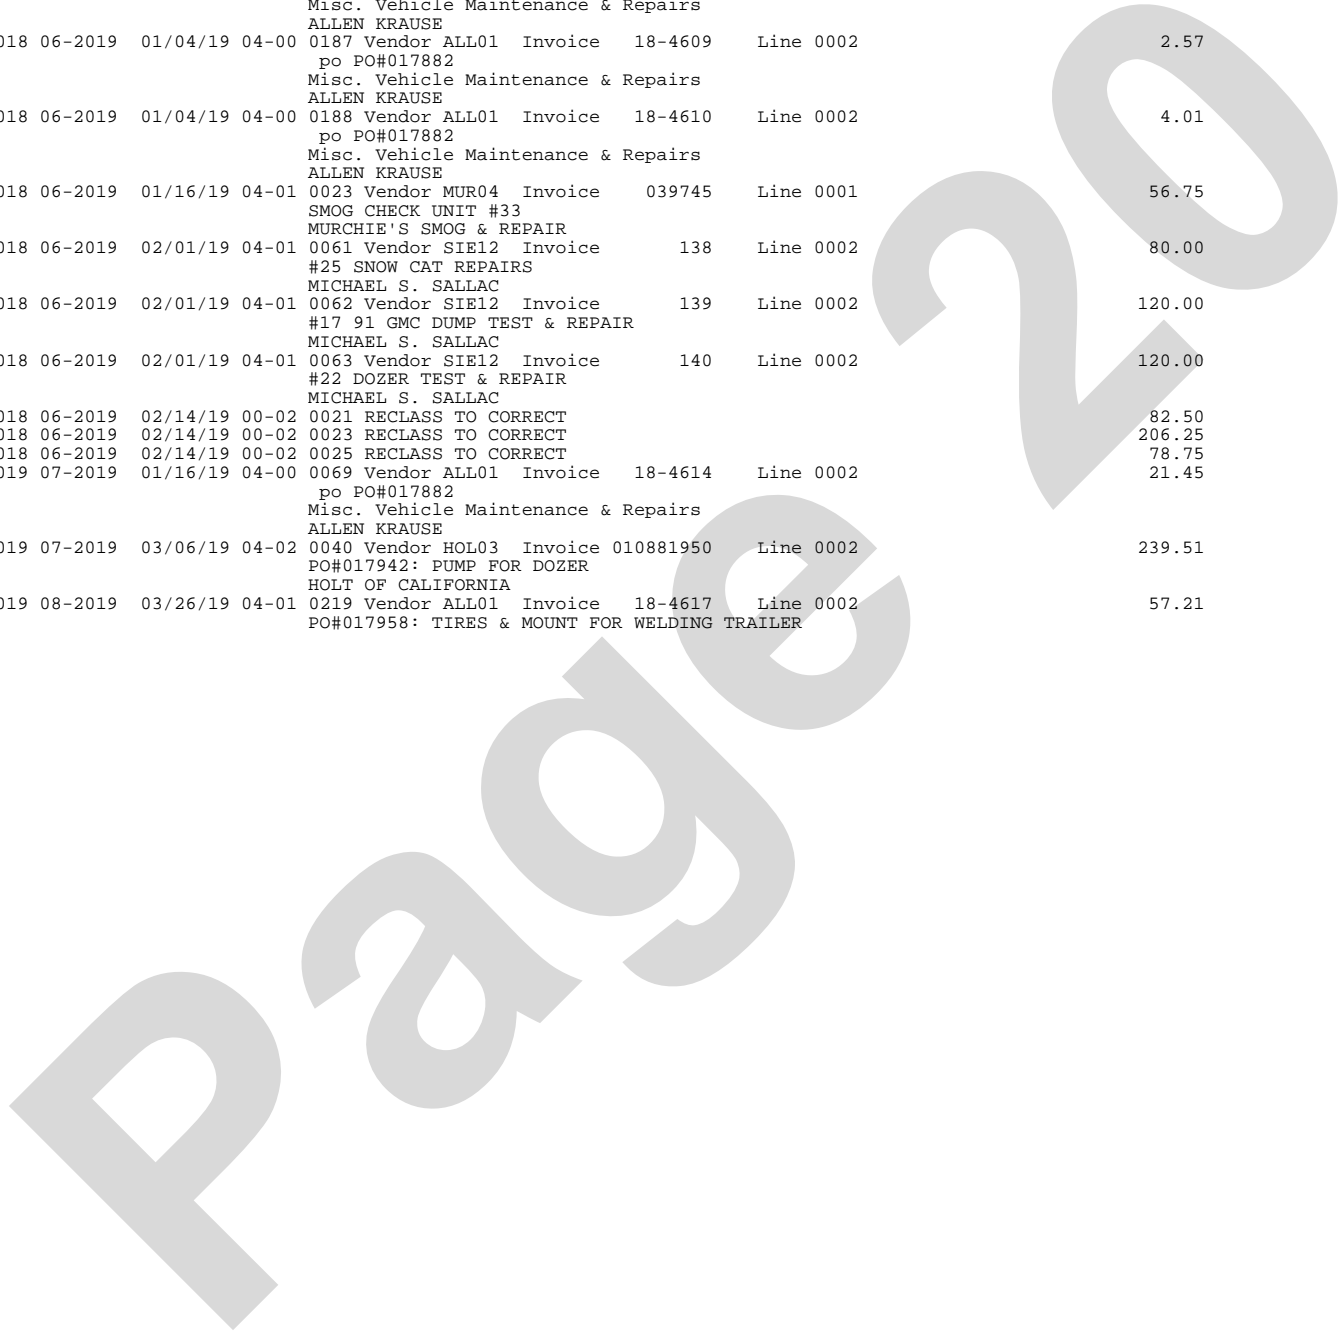 Misc. Vehicle Maintenance & Repairs
ALLEN KRAUSE
018 06-2019 01/04/19 04-00 0187 Vendor ALL01 Invoice 18-4609 Line 0002 2.57
po PO#017882
Misc. Vehicle Maintenance & Repairs
ALLEN KRAUSE
018 06-2019 01/04/19 04-00 0188 Vendor ALL01 Invoice 18-4610 Line 0002 4.01
po PO#017882
Misc. Vehicle Maintenance & Repairs
ALLEN KRAUSE
018 06-2019 01/16/19 04-01 0023 Vendor MUR04 Invoice 039745 Line 0001 56.75
SMOG CHECK UNIT #33
MURCHIE'S SMOG & REPAIR
018 06-2019 02/01/19 04-01 0061 Vendor SIE12 Invoice 138 Line 0002 80.00
#25 SNOW CAT REPAIRS
MICHAEL S. SALLAC
018 06-2019 02/01/19 04-01 0062 Vendor SIE12 Invoice 139 Line 0002 120.00
#17 91 GMC DUMP TEST & REPAIR
MICHAEL S. SALLAC
018 06-2019 02/01/19 04-01 0063 Vendor SIE12 Invoice 140 Line 0002 120.00
#22 DOZER TEST & REPAIR
MICHAEL S. SALLAC
018 06-2019 02/14/19 00-02 0021 RECLASS TO CORRECT 82.50
018 06-2019 02/14/19 00-02 0023 RECLASS TO CORRECT 206.25
018 06-2019 02/14/19 00-02 0025 RECLASS TO CORRECT 78.75
019 07-2019 01/16/19 04-00 0069 Vendor ALL01 Invoice 18-4614 Line 0002 21.45
po PO#017882
Misc. Vehicle Maintenance & Repairs
ALLEN KRAUSE
019 07-2019 03/06/19 04-02 0040 Vendor HOL03 Invoice 010881950 Line 0002 239.51
PO#017942: PUMP FOR DOZER
HOLT OF CALIFORNIA
019 08-2019 03/26/19 04-01 0219 Vendor ALL01 Invoice 18-4617 Line 0002 57.21
PO#017958: TIRES & MOUNT FOR WELDING TRAILER
Page 20